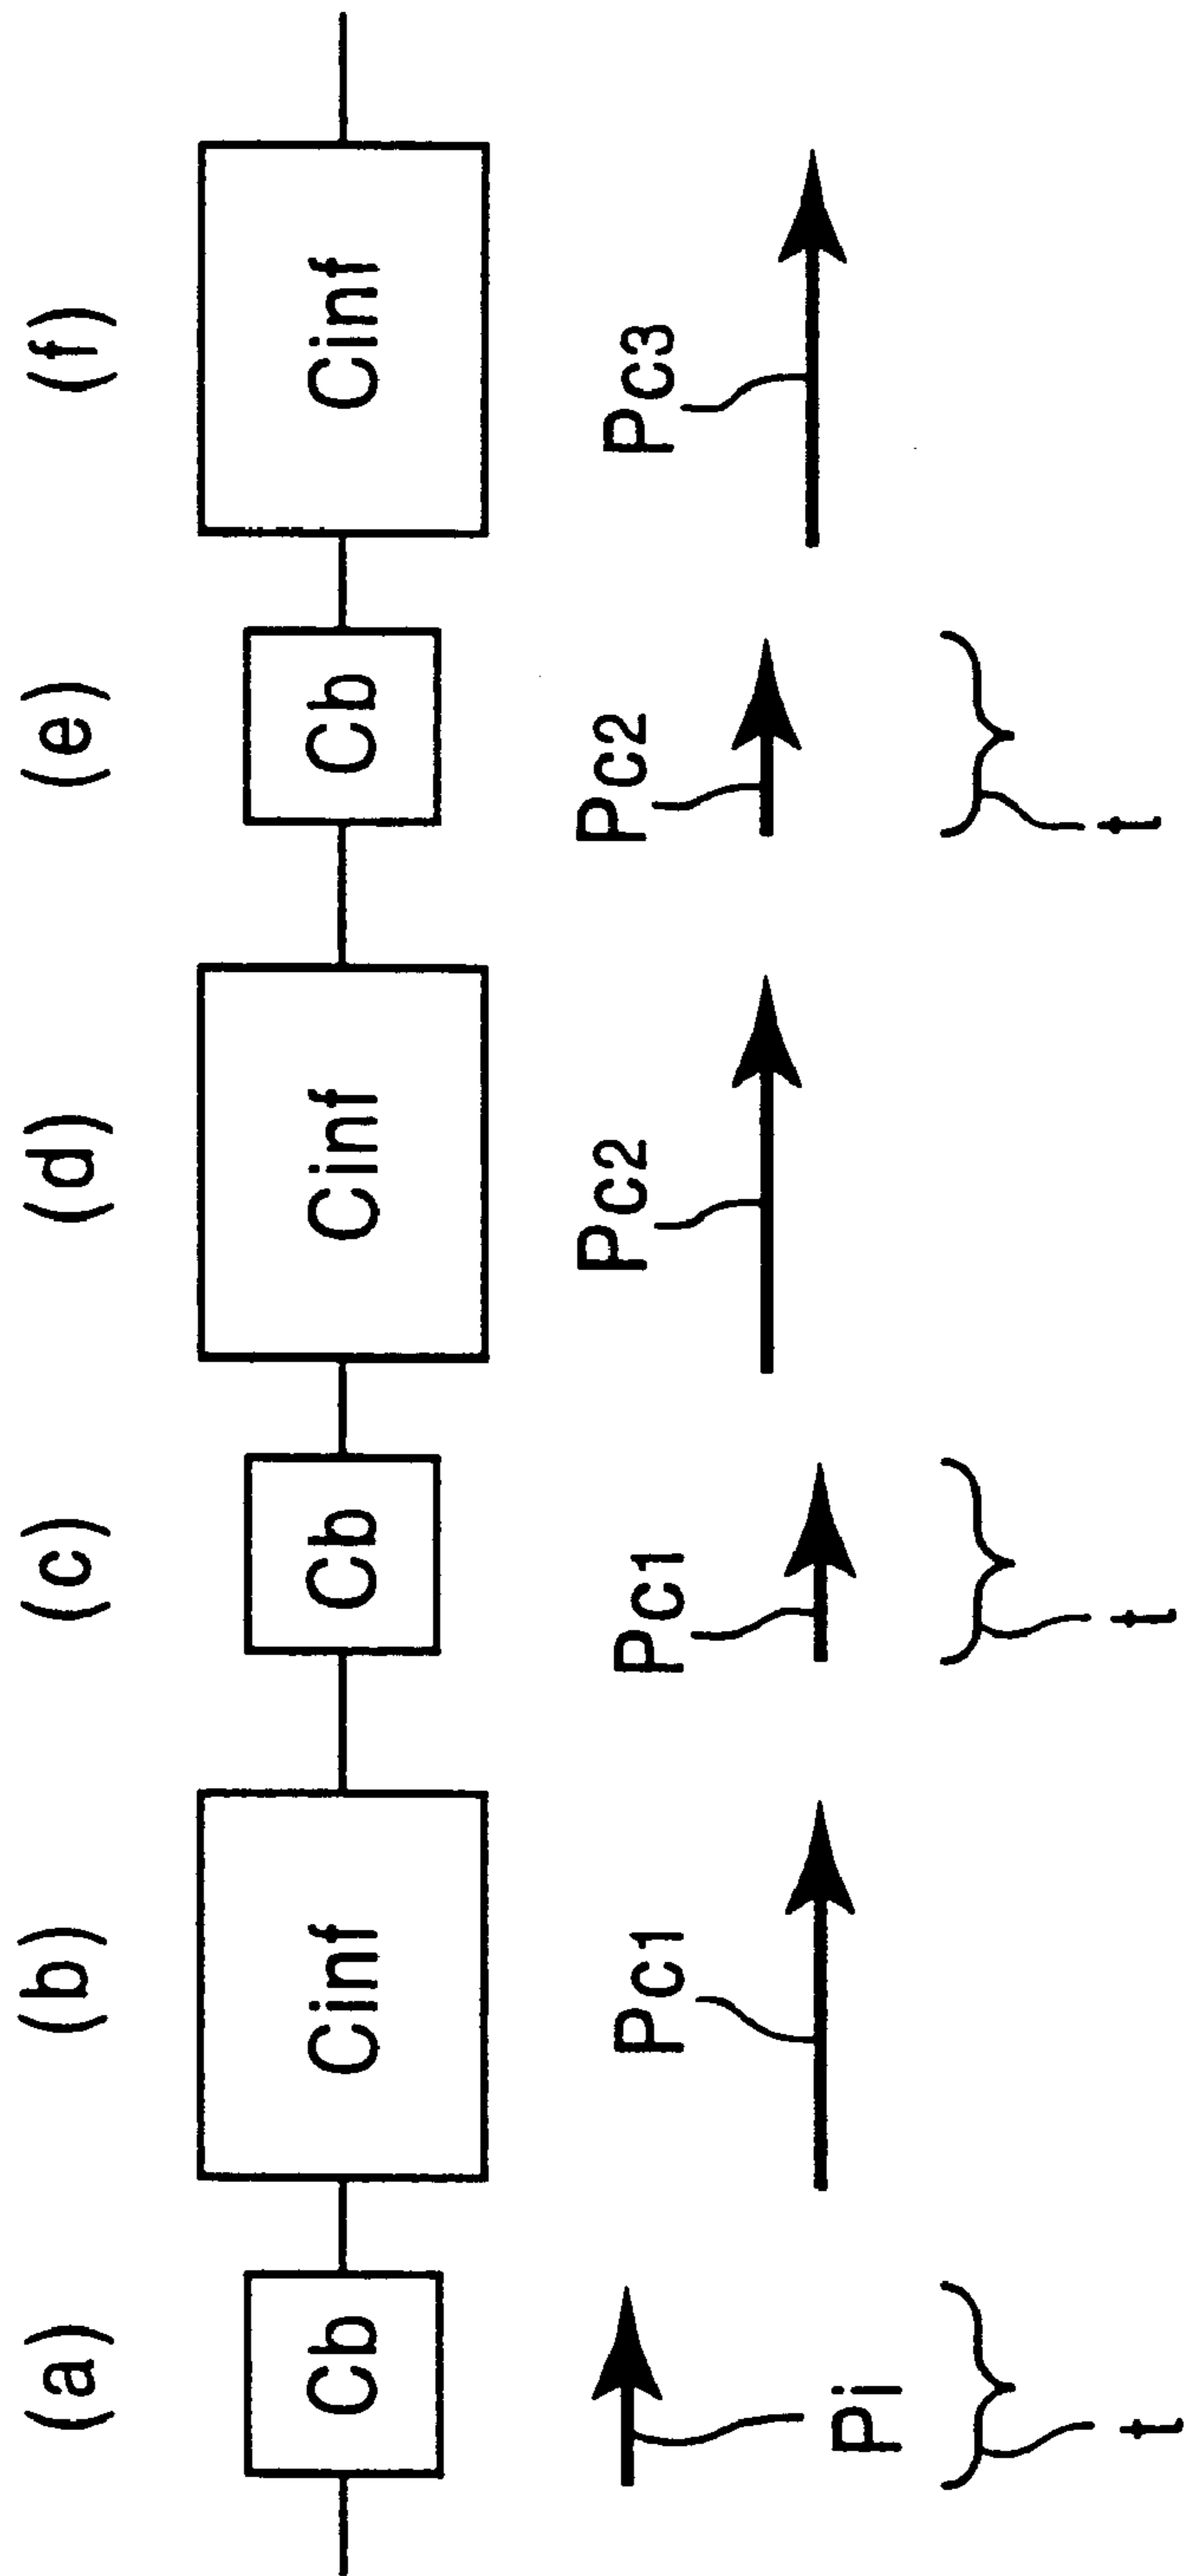 (a) (b) (c) (d) (e) (f)
Cb Cinf Cb Cinf Cb Cinf
Pi Pc1 Pc1 Pc2 Pc2 Pc3
t t t